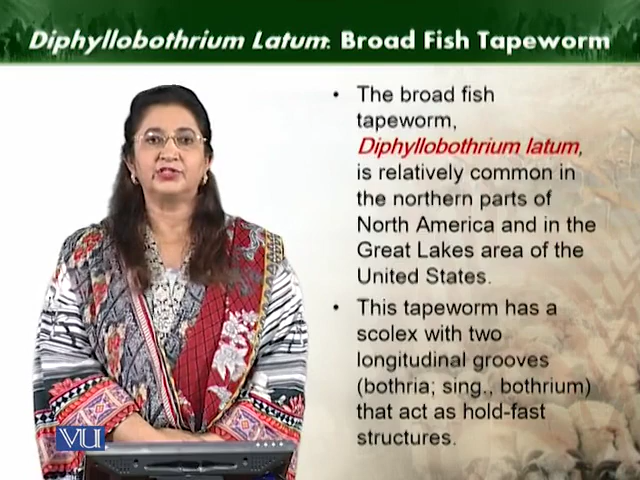 Diphyllobothrium Latum: Broad Fish Tapeworm
• The broad fish
tapeworm,
Diphyllobothrium latum,
is relatively common in
the northern parts of
North America and in the
Great Lakes area of the
United States.
• This tapeworm has a
scolex with two
longitudinal grooves
(bothria; sing., bothrium)
that act as hold-fast
structures.
VU